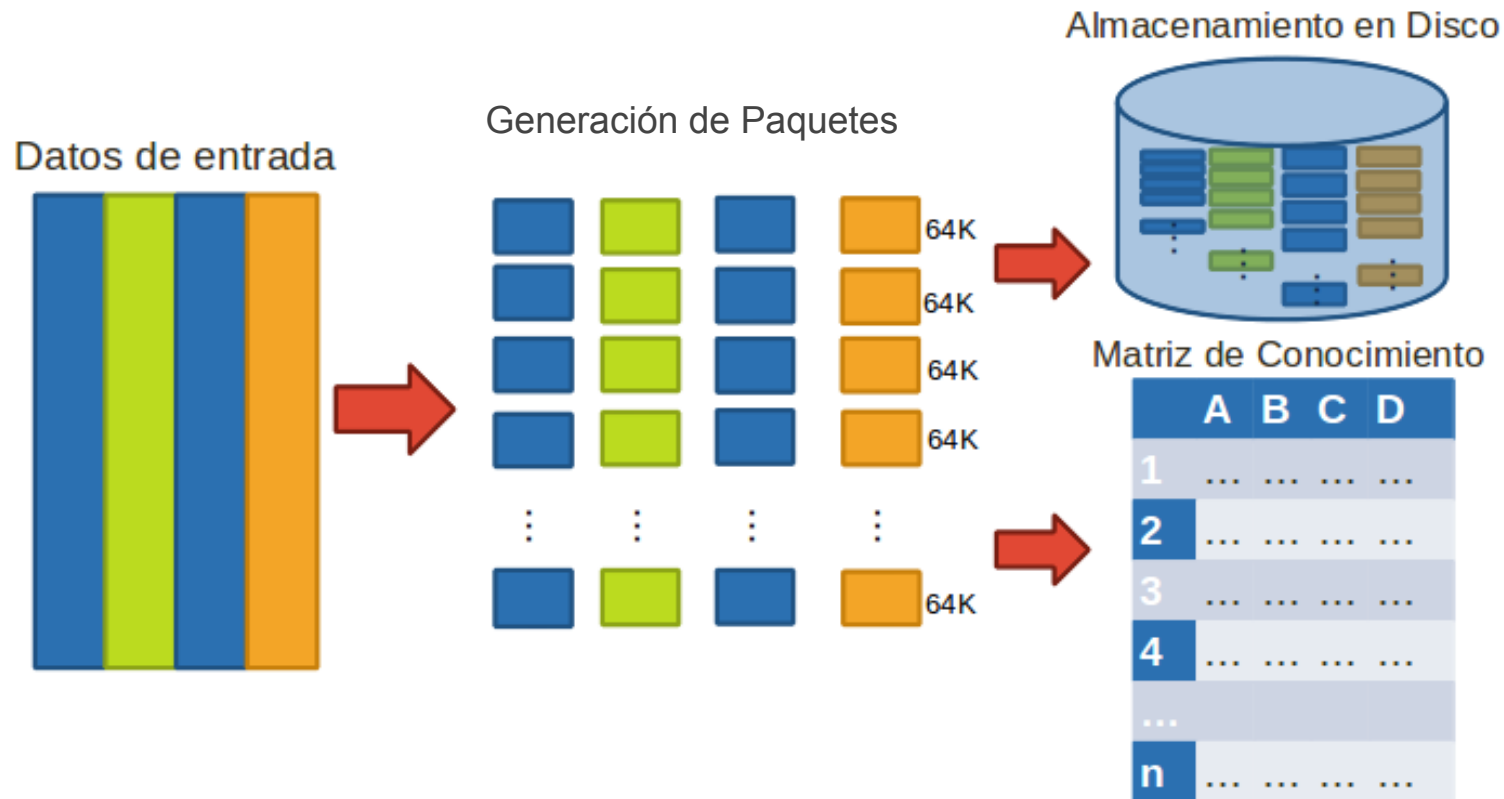 Datos de entrada
Generación de Paquetes
64K
64K
64K
64K
⋮ ⋮ ⋮ ⋮
64K
Almacenamiento en Disco
Matriz de Conocimiento
A B C D
1 ... ... ... ...
2 ... ... ... ...
3 ... ... ... ...
4 ... ... ... ...
...
n ... ... ... ...